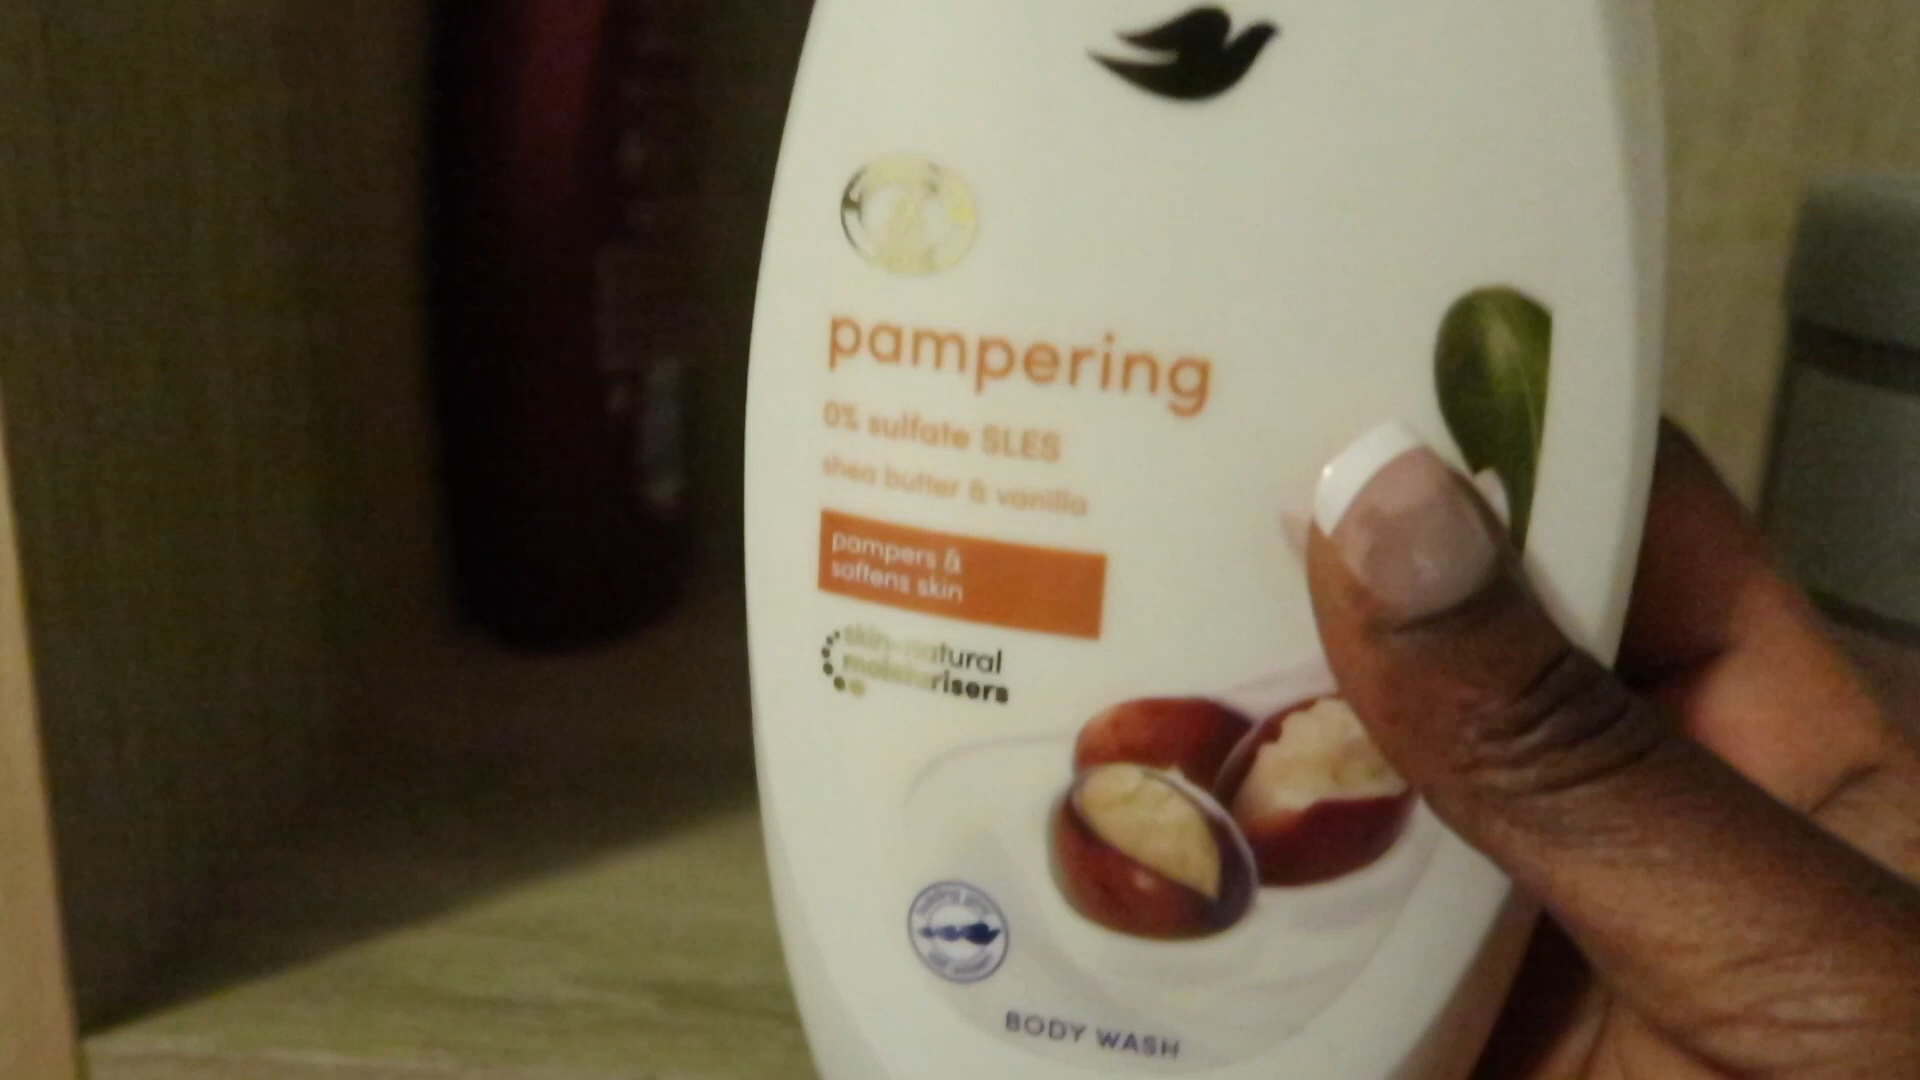 pampering
0% sulfate SLES
shea butter & vanilla
pampers &
softens skin
skin-natural
moisturisers
BODY WASH